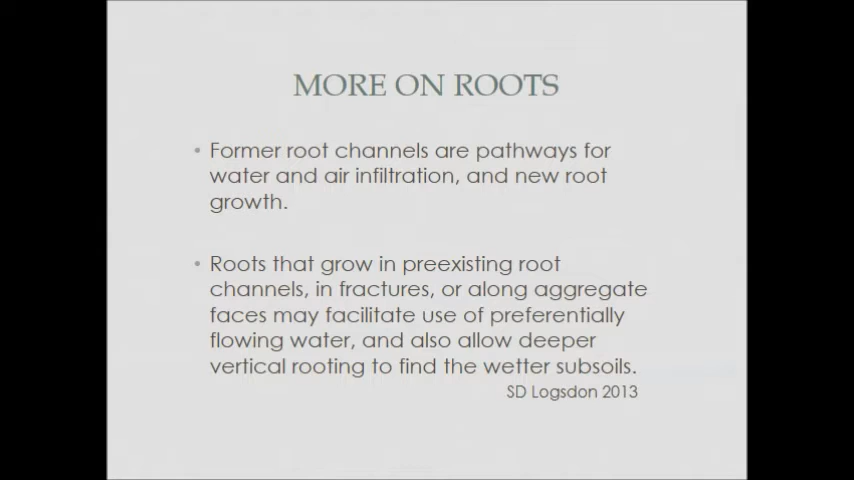 MORE ON ROOTS
• Former root channels are pathways for
water and air infiltration, and new root
growth.
• Roots that grow in preexisting root
channels, in fractures, or along aggregate
faces may facilitate use of preferentially
flowing water, and also allow deeper
vertical rooting to find the wetter subsoils.
SD Logsdon 2013